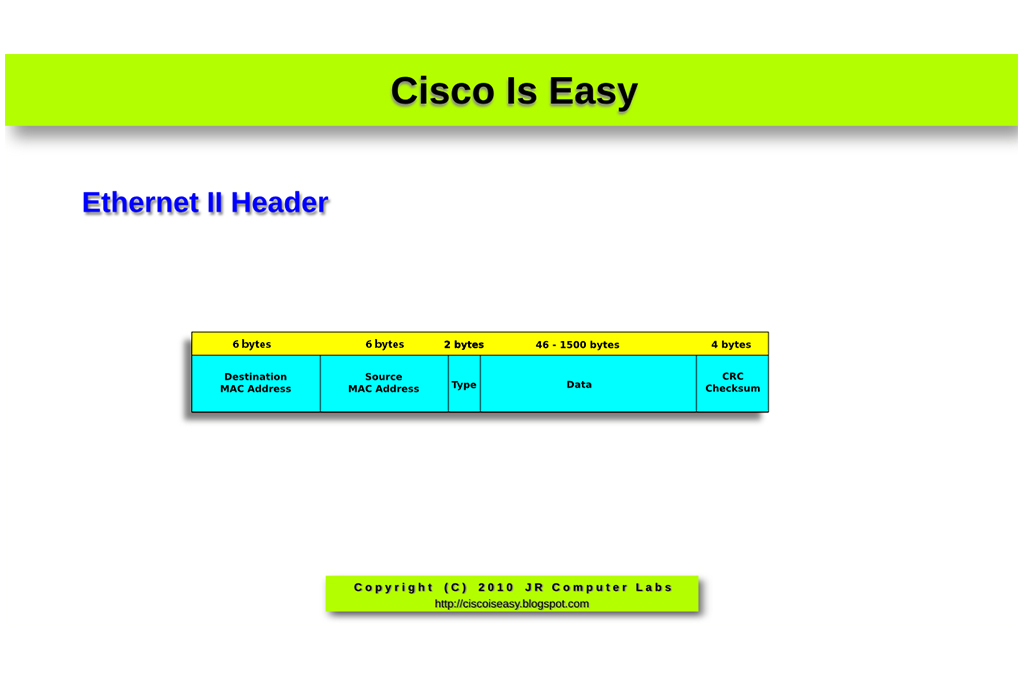 Cisco Is Easy
Ethernet II Header
6 bytes 6 bytes 2 bytes 46 - 1500 bytes 4 bytes
Destination
MAC Address
Source
MAC Address
Type
Data
CRC
Checksum
Copyright (C) 2010 JR Computer Labs
http://ciscoiseasy.blogspot.com